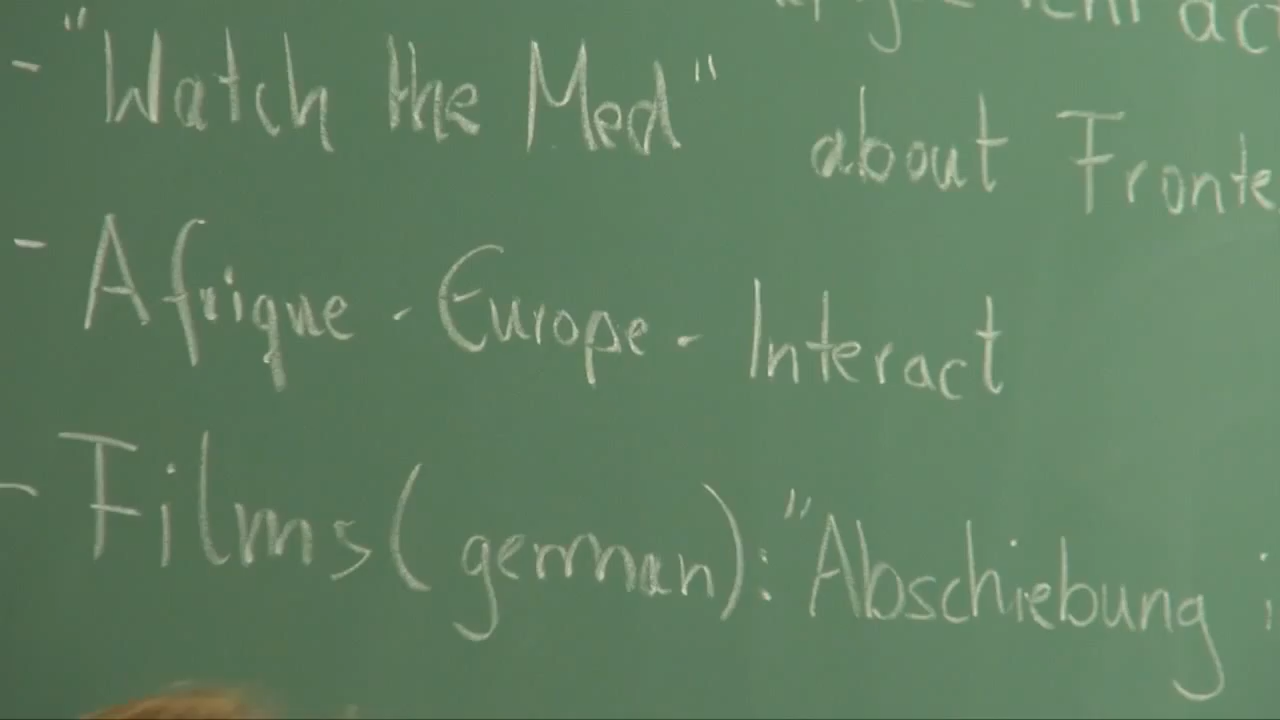 - "Watch the Med" about Fronte
- Afrique - Europe - Interact
- Films (german): "Abschiebung i